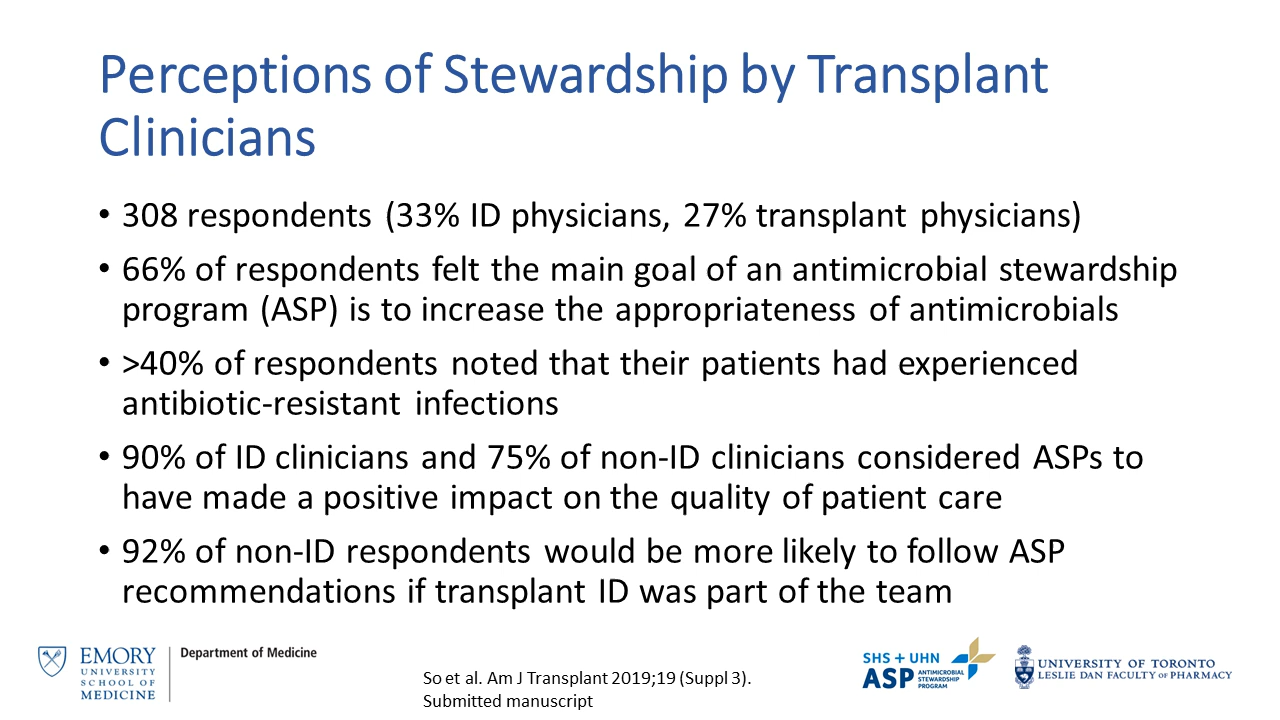 Perceptions of Stewardship by Transplant
Clinicians
• 308 respondents (33% ID physicians, 27% transplant physicians)
• 66% of respondents felt the main goal of an antimicrobial stewardship
program (ASP) is to increase the appropriateness of antimicrobials
• >40% of respondents noted that their patients had experienced
antibiotic-resistant infections
• 90% of ID clinicians and 75% of non-ID clinicians considered ASPs to
have made a positive impact on the quality of patient care
• 92% of non-ID respondents would be more likely to follow ASP
recommendations if transplant ID was part of the team
EMORY
UNIVERSITY
SCHOOL OF
MEDICINE
Department of Medicine
So et al. Am J Transplant 2019;19 (Suppl 3).
Submitted manuscript
SHS + UHN
ASP
ANTIMICROBIAL
STEWARDSHIP
PROGRAM
UNIVERSITY OF TORONTO
LESLIE DAN FACULTY OF PHARMACY